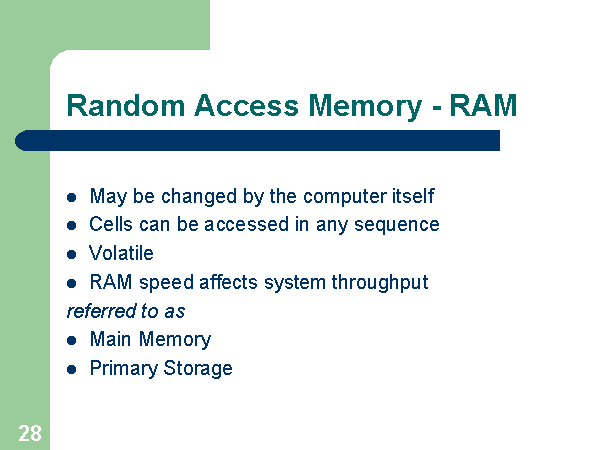 Random Access Memory - RAM
May be changed by the computer itself
Cells can be accessed in any sequence
Volatile
RAM speed affects system throughput
referred to as
Main Memory
Primary Storage
28